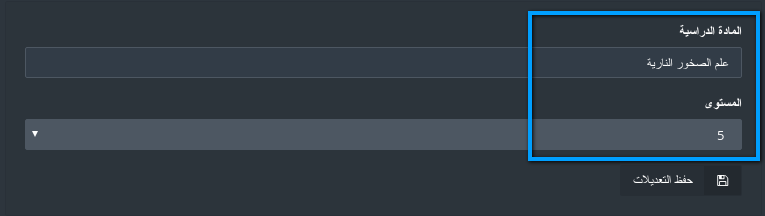 المادة الدراسية
علم الصخور النارية
المستوى
5
حفظ التعديلات